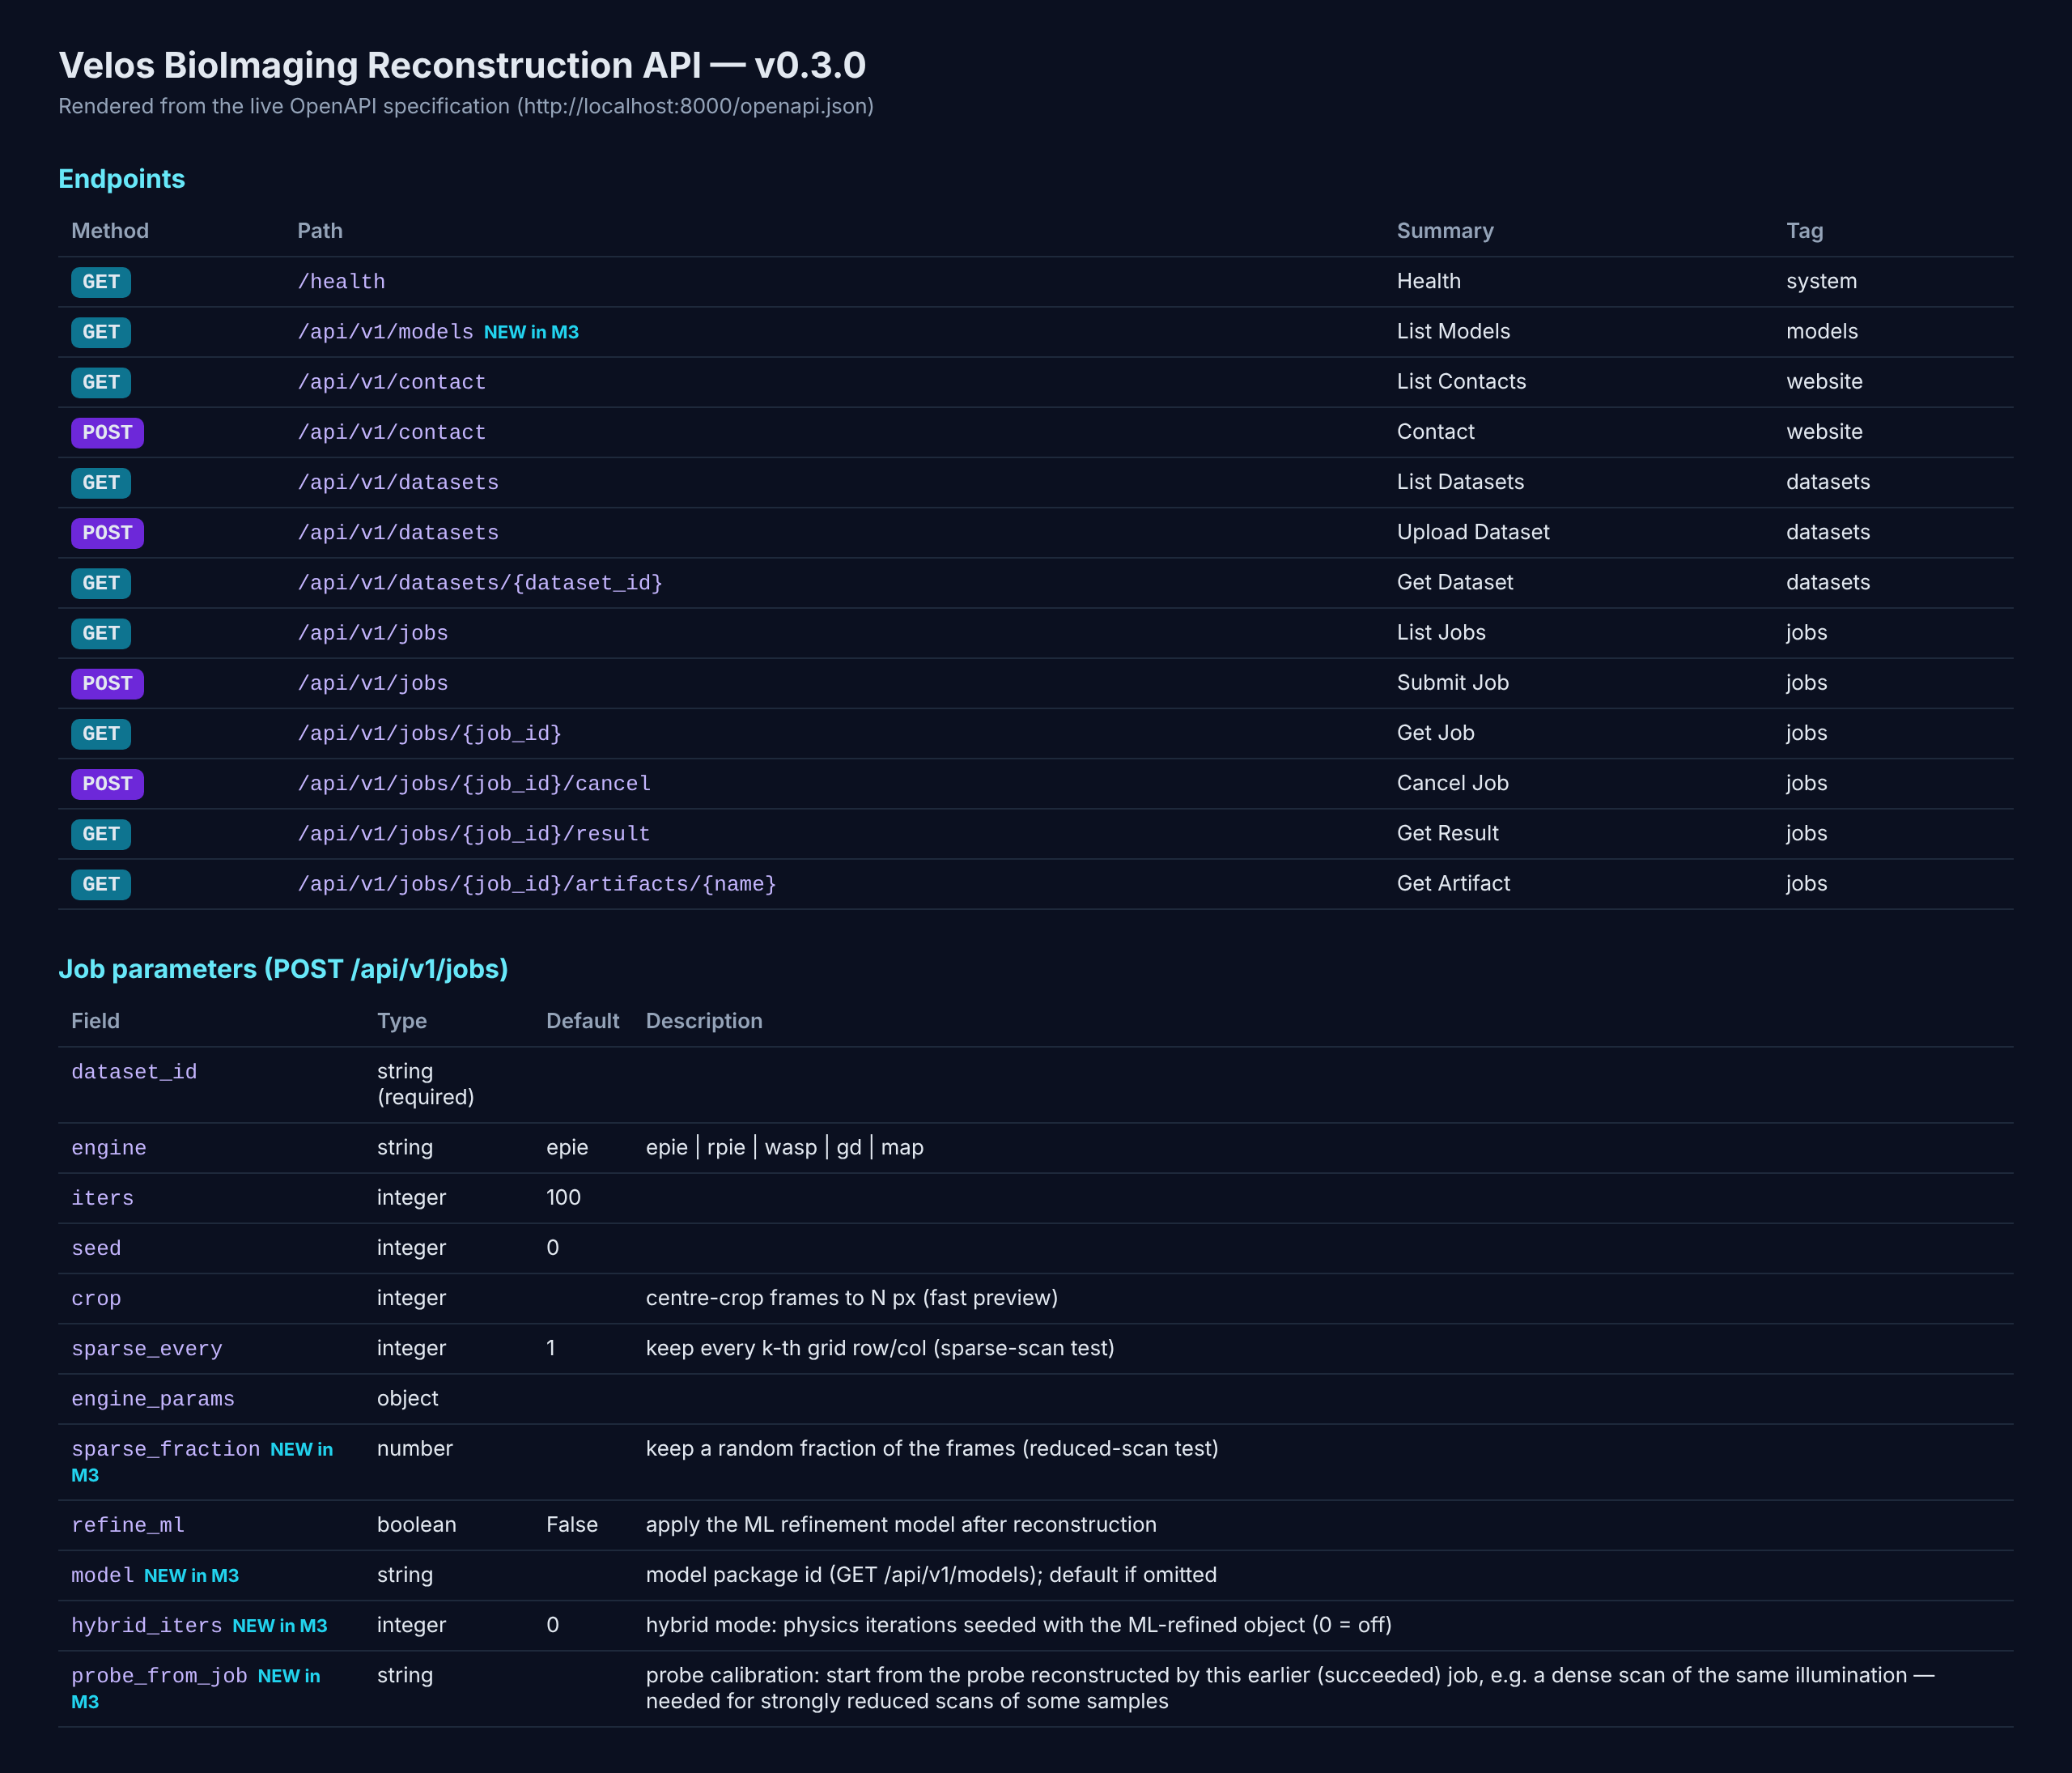 Velos BioImaging Reconstruction API — v0.3.0
Rendered from the live OpenAPI specification (http://localhost:8000/openapi.json)
Endpoints
Method Path Summary Tag
GET /health Health system
GET /api/v1/models NEW in M3 List Models models
GET /api/v1/contact List Contacts website
POST /api/v1/contact Contact website
GET /api/v1/datasets List Datasets datasets
POST /api/v1/datasets Upload Dataset datasets
GET /api/v1/datasets/{dataset_id} Get Dataset datasets
GET /api/v1/jobs List Jobs jobs
POST /api/v1/jobs Submit Job jobs
GET /api/v1/jobs/{job_id} Get Job jobs
POST /api/v1/jobs/{job_id}/cancel Cancel Job jobs
GET /api/v1/jobs/{job_id}/result Get Result jobs
GET /api/v1/jobs/{job_id}/artifacts/{name} Get Artifact jobs
Job parameters (POST /api/v1/jobs)
Field Type Default Description
dataset_id string
(required)
engine string epie epie | rpie | wasp | gd | map
iters integer 100
seed integer 0
crop integer centre-crop frames to N px (fast preview)
sparse_every integer 1 keep every k-th grid row/col (sparse-scan test)
engine_params object
sparse_fraction NEW in number keep a random fraction of the frames (reduced-scan test)
M3
refine_ml boolean False apply the ML refinement model after reconstruction
model NEW in M3 string model package id (GET /api/v1/models); default if omitted
hybrid_iters NEW in M3 integer 0 hybrid mode: physics iterations seeded with the ML-refined object (0 = off)
probe_from_job NEW in string probe calibration: start from the probe reconstructed by this earlier (succeeded) job, e.g. a dense scan of the same illumination —
M3 needed for strongly reduced scans of some samples